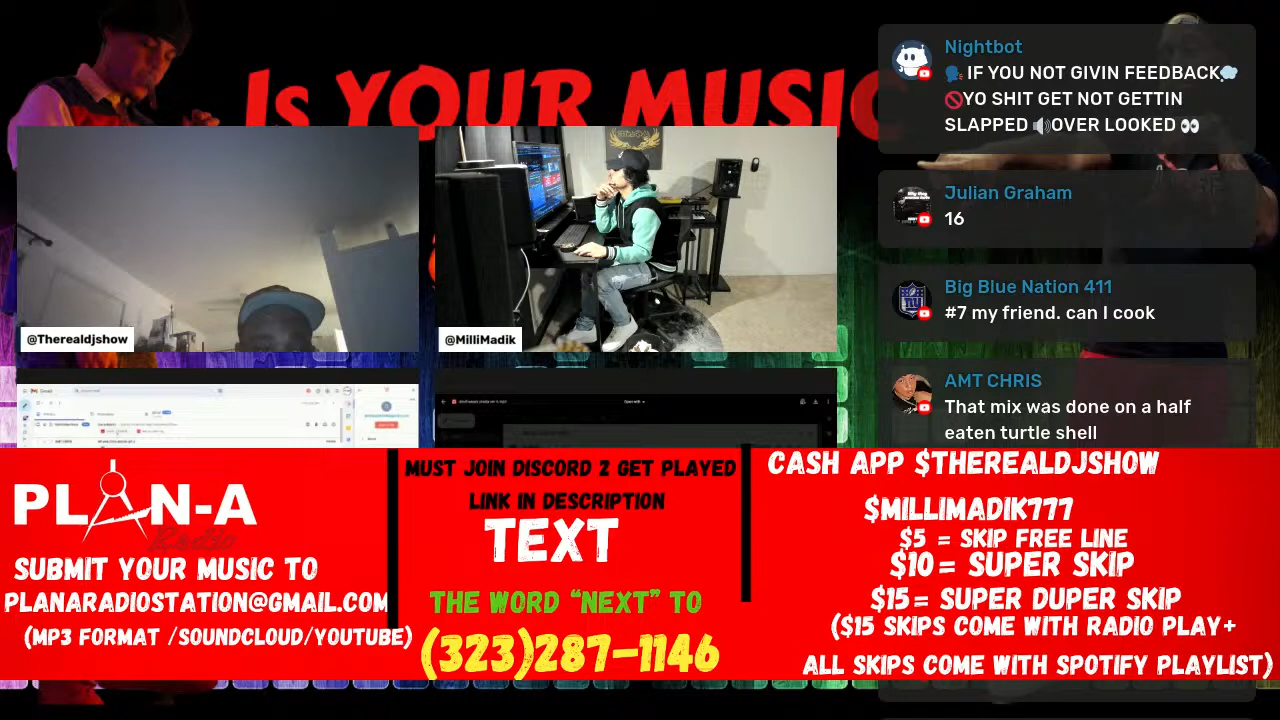 Is YOUR MUSIC
Nightbot
🗣 IF YOU NOT GIVIN FEEDBACK💭
🚫YO SHIT GET NOT GETTIN
SLAPPED 🔊OVER LOOKED 👀
Julian Graham
16
Big Blue Nation 411
#7 my friend. can I cook
AMT CHRIS
That mix was done on a half
eaten turtle shell
@Therealdjshow
@MilliMadik
Gmail
PLAN-A
Radio
SUBMIT YOUR MUSIC TO
PLANARADIOSTATION@GMAIL.COM
(MP3 FORMAT /SOUNDCLOUD/YOUTUBE)
MUST JOIN DISCORD 2 GET PLAYED
LINK IN DESCRIPTION
TEXT
THE WORD “NEXT” TO
(323)287-1146
CASH APP $THEREALDJSHOW
$MILLIMADIK777
$5 = SKIP FREE LINE
$10 = SUPER SKIP
$15= SUPER DUPER SKIP
($15 SKIPS COME WITH RADIO PLAY+
ALL SKIPS COME WITH SPOTIFY PLAYLIST)